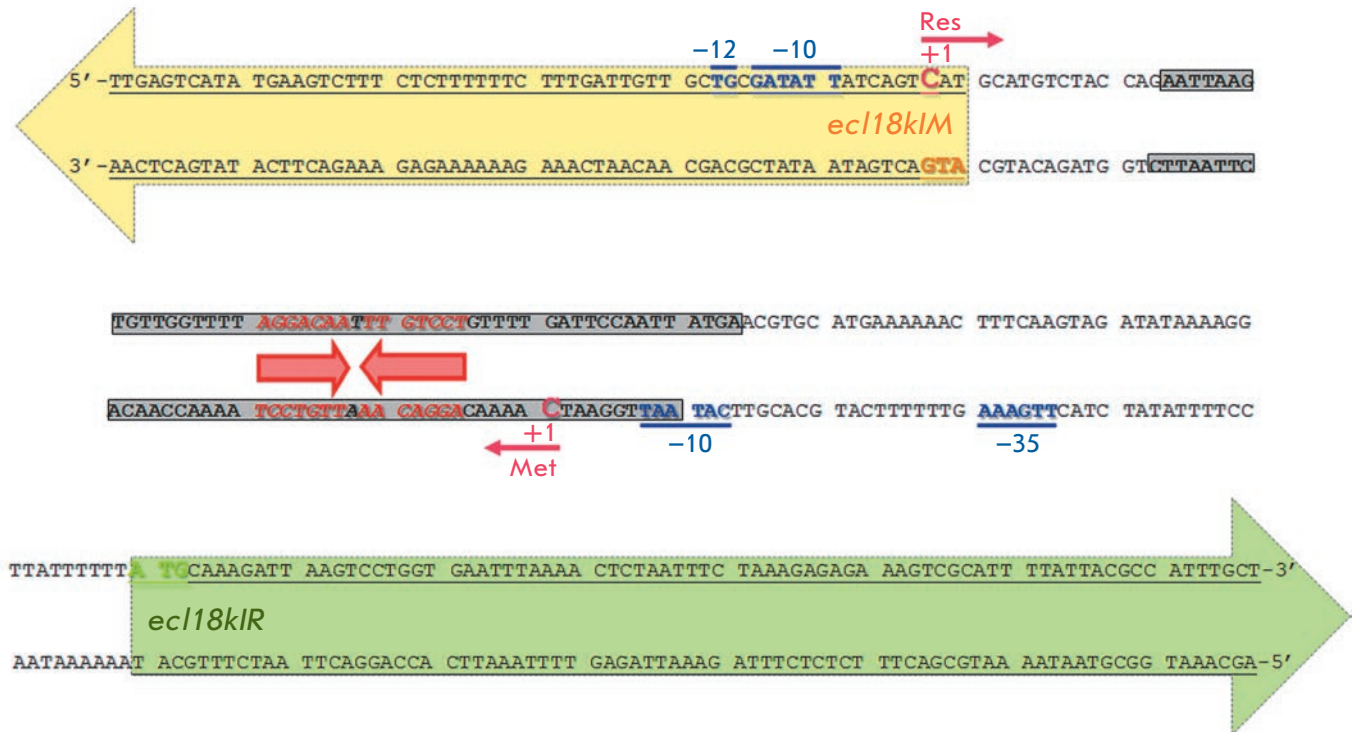 Res
−12 −10 +1
5’-TTGAGTCATA TGAAGTCTTT CTCTTTTTTC TTTGATTGTT GCTGCGATAT TATCAGTCAT GCATGTCTAC CAGAATTAAG
ecl18kIM
3’-AACTCAGTAT ACTTCAGAAA GAGAAAAAAG AAACTAACAA CGACGCTATA ATAGTCAGTA CGTACAGATG GTCTTAATTC
TGTTGGTTTT AGGACAATTT GTCCTGTTTT GATTCCAATT ATGAACGTGC ATGAAAAAAC TTTCAAGTAG ATATAAAAGG
ACAACCAAAA TCCTGTTAAA CAGGACAAAA CTAAGGTTAA TACTTGCACG TACTTTTTTG AAAGTTCATC TATATTTTCC
+1 −10 −35
Met
TTATTTTTTA TGCAAAGATT AAGTCCTGGT GAATTTAAAA CTCTAATTTC TAAAGAGAGA AAGTCGCATT TTATTACGCC ATTTGCT-3’
ecl18kIR
AATAAAAAAT ACGTTTCTAA TTCAGGACCA CTTAAATTTT GAGATTAAAG ATTTCTCTCT TTCAGCGTAA AATAATGCGG TAAACGA-5’